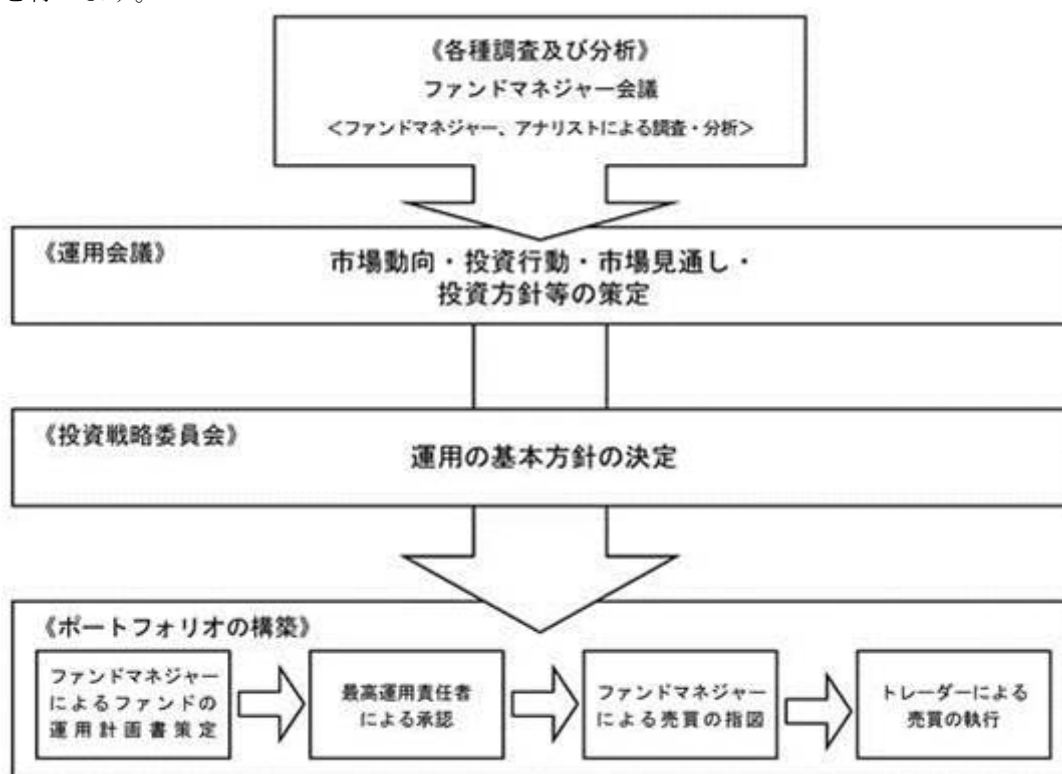 《各種調査及び分析》
ファンドマネジャー会議
<ファンドマネジャー、アナリストによる調査・分析>
《運用会議》
市場動向・投資行動・市場見通し・
投資方針等の策定
《投資戦略委員会》
運用の基本方針の決定
《ポートフォリオの構築》
ファンドマネジャー
によるファンドの
運用計画書策定
最高運用責任者
による承認
ファンドマネジャー
による売買の指図
トレーダーによる
売買の執行